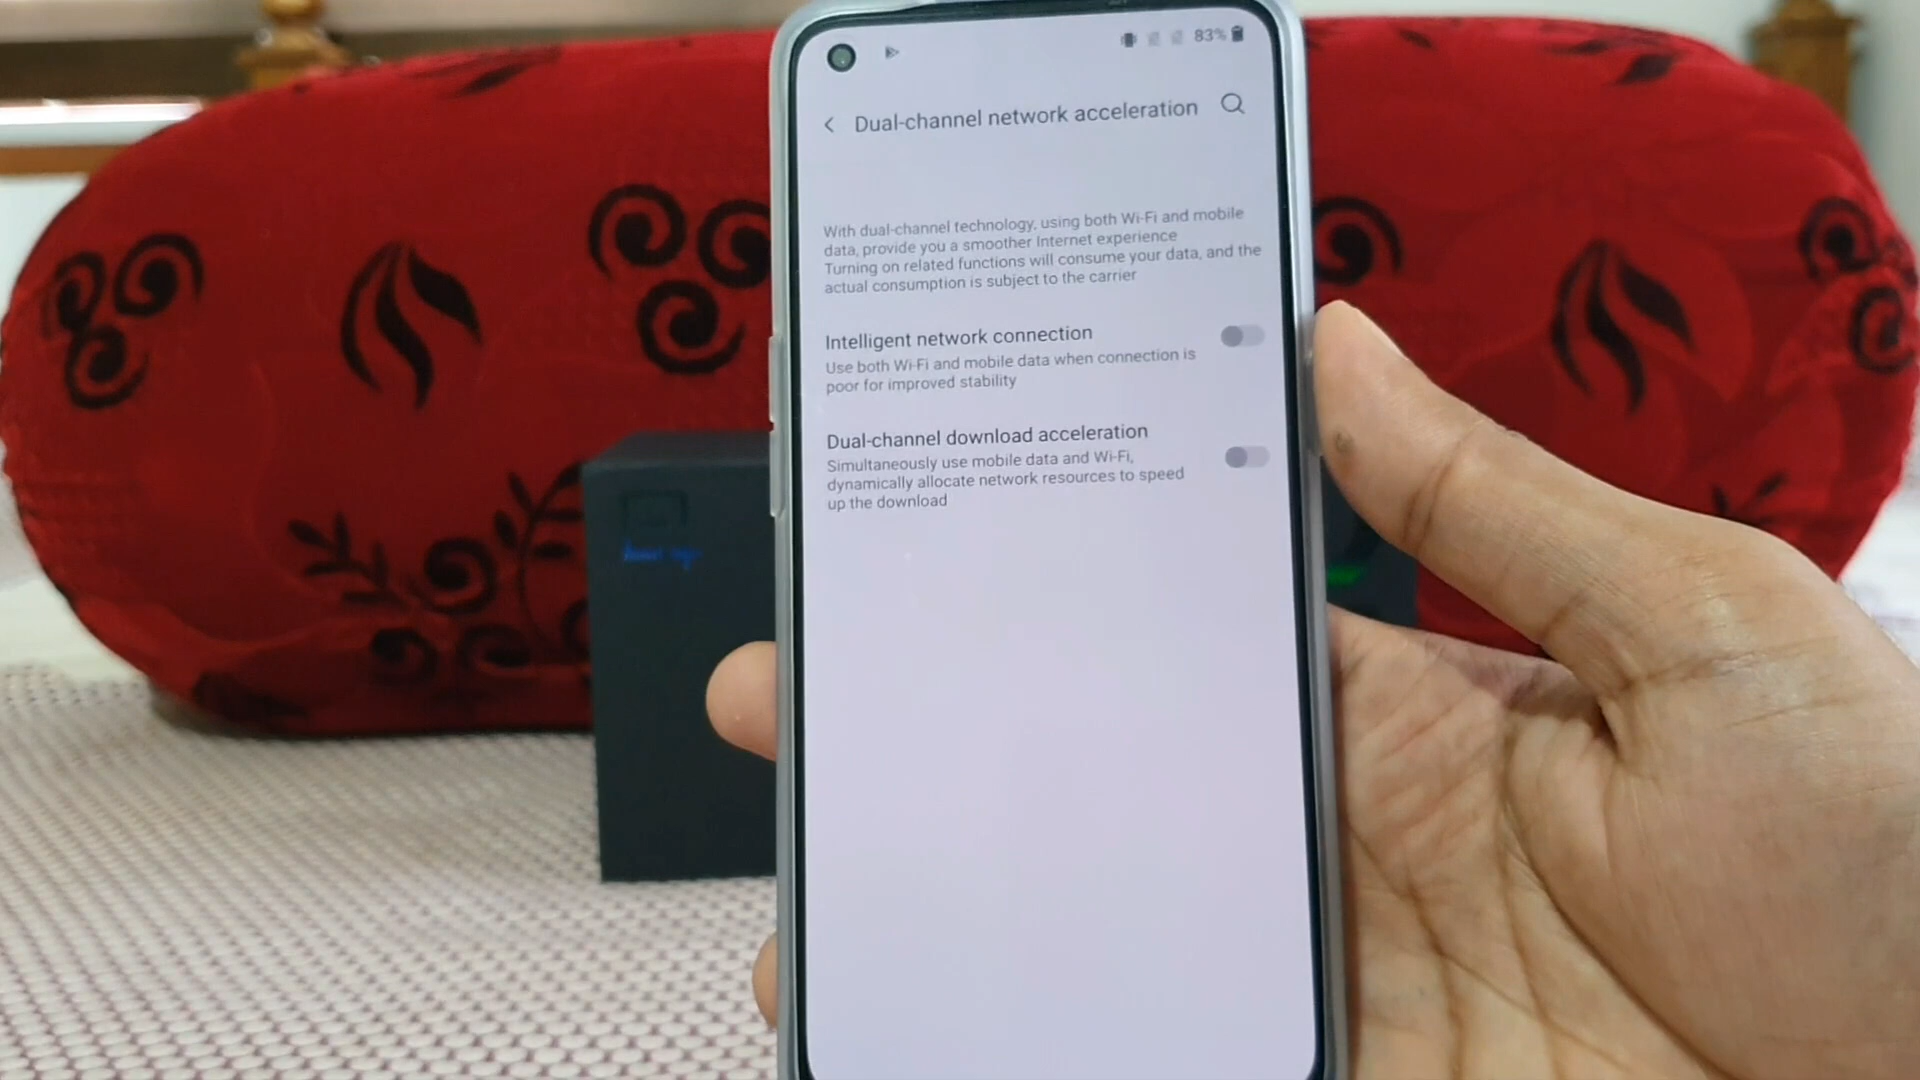 83%
Dual-channel network acceleration
With dual-channel technology, using both Wi-Fi and mobile
data, provide you a smoother Internet experience
Turning on related functions will consume your data, and the
actual consumption is subject to the carrier
Intelligent network connection
Use both Wi-Fi and mobile data when connection is
poor for improved stability
Dual-channel download acceleration
Simultaneously use mobile data and Wi-Fi,
dynamically allocate network resources to speed
up the download